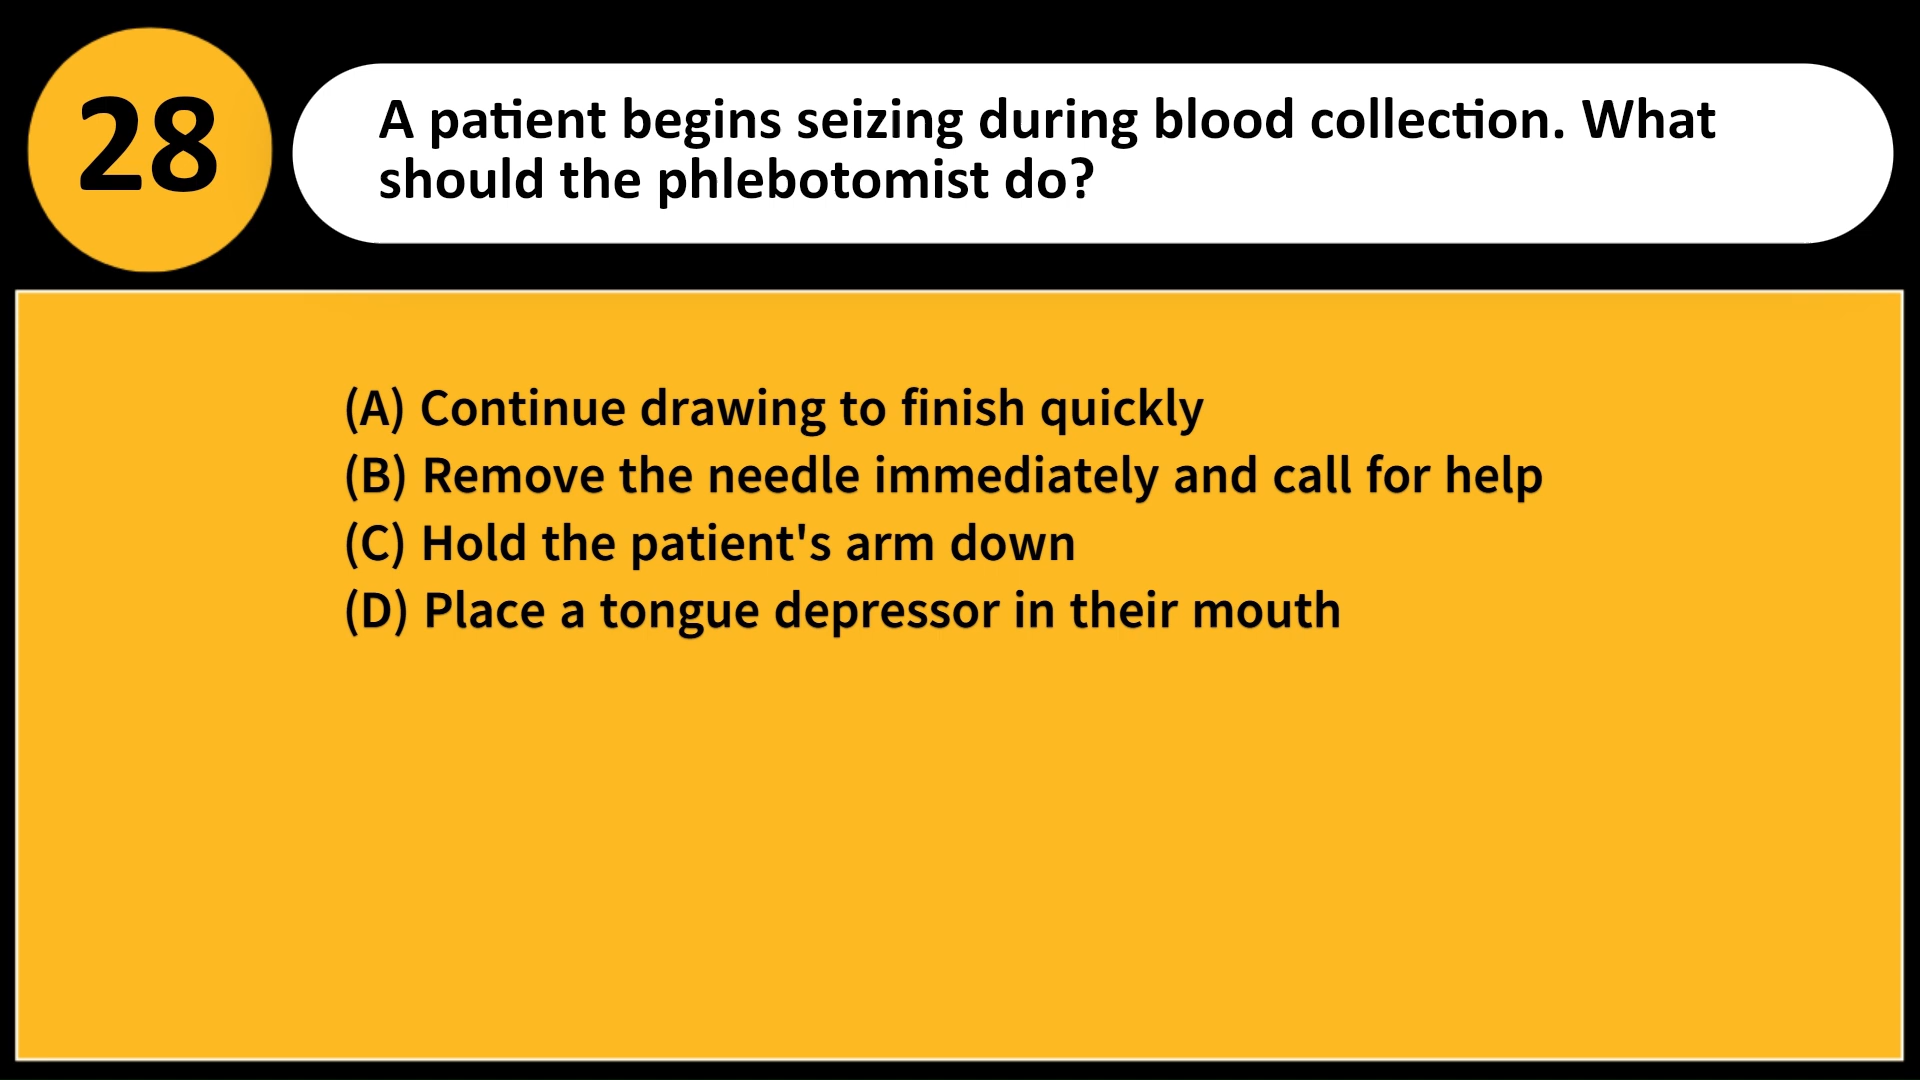 28
A patient begins seizing during blood collection. What
should the phlebotomist do?
(A) Continue drawing to finish quickly
(B) Remove the needle immediately and call for help
(C) Hold the patient's arm down
(D) Place a tongue depressor in their mouth